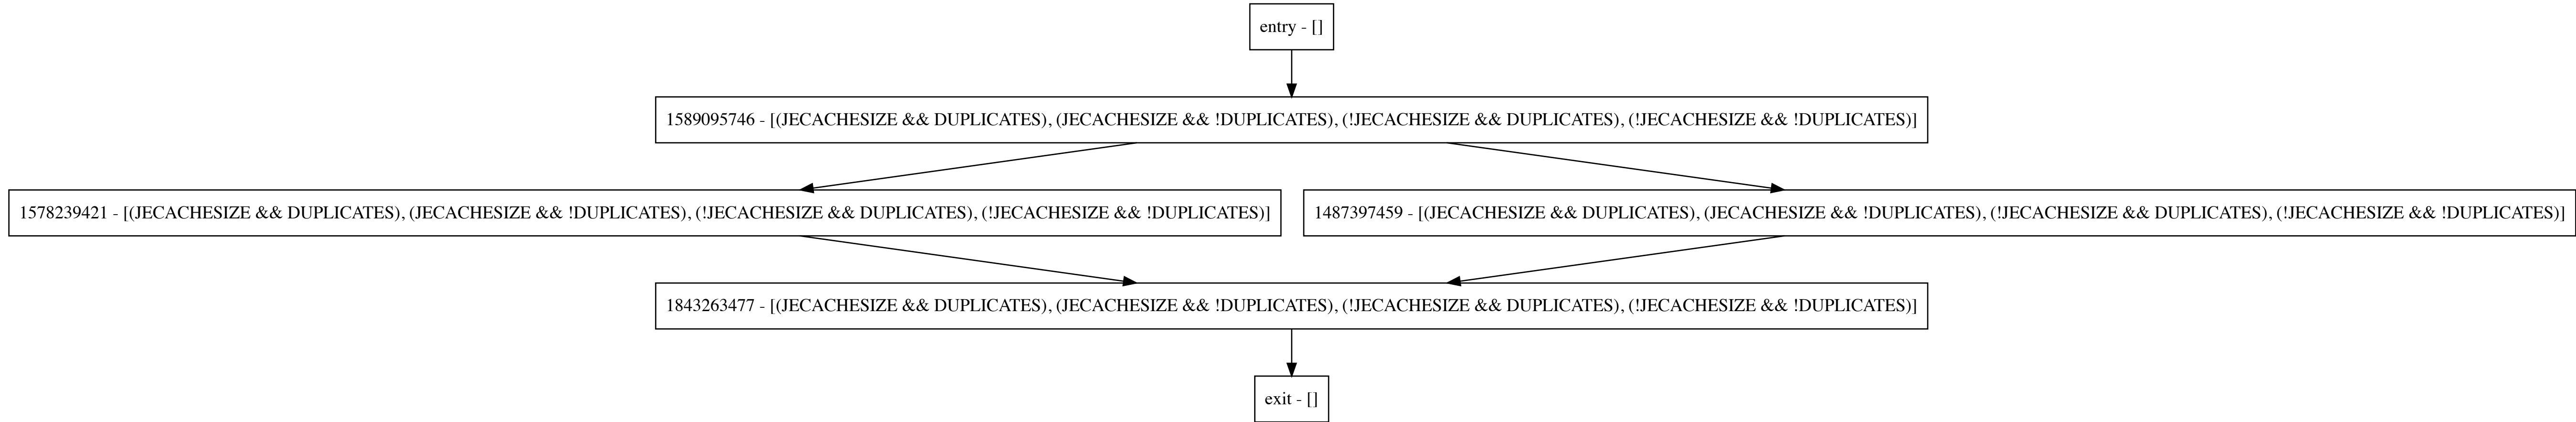 entry - []
1589095746 - [(JECACHESIZE && DUPLICATES), (JECACHESIZE && !DUPLICATES), (!JECACHESIZE && DUPLICATES), (!JECACHESIZE && !DUPLICATES)]
1578239421 - [(JECACHESIZE && DUPLICATES), (JECACHESIZE && !DUPLICATES), (!JECACHESIZE && DUPLICATES), (!JECACHESIZE && !DUPLICATES)]
1487397459 - [(JECACHESIZE && DUPLICATES), (JECACHESIZE && !DUPLICATES), (!JECACHESIZE && DUPLICATES), (!JECACHESIZE && !DUPLICATES)]
1843263477 - [(JECACHESIZE && DUPLICATES), (JECACHESIZE && !DUPLICATES), (!JECACHESIZE && DUPLICATES), (!JECACHESIZE && !DUPLICATES)]
exit - []